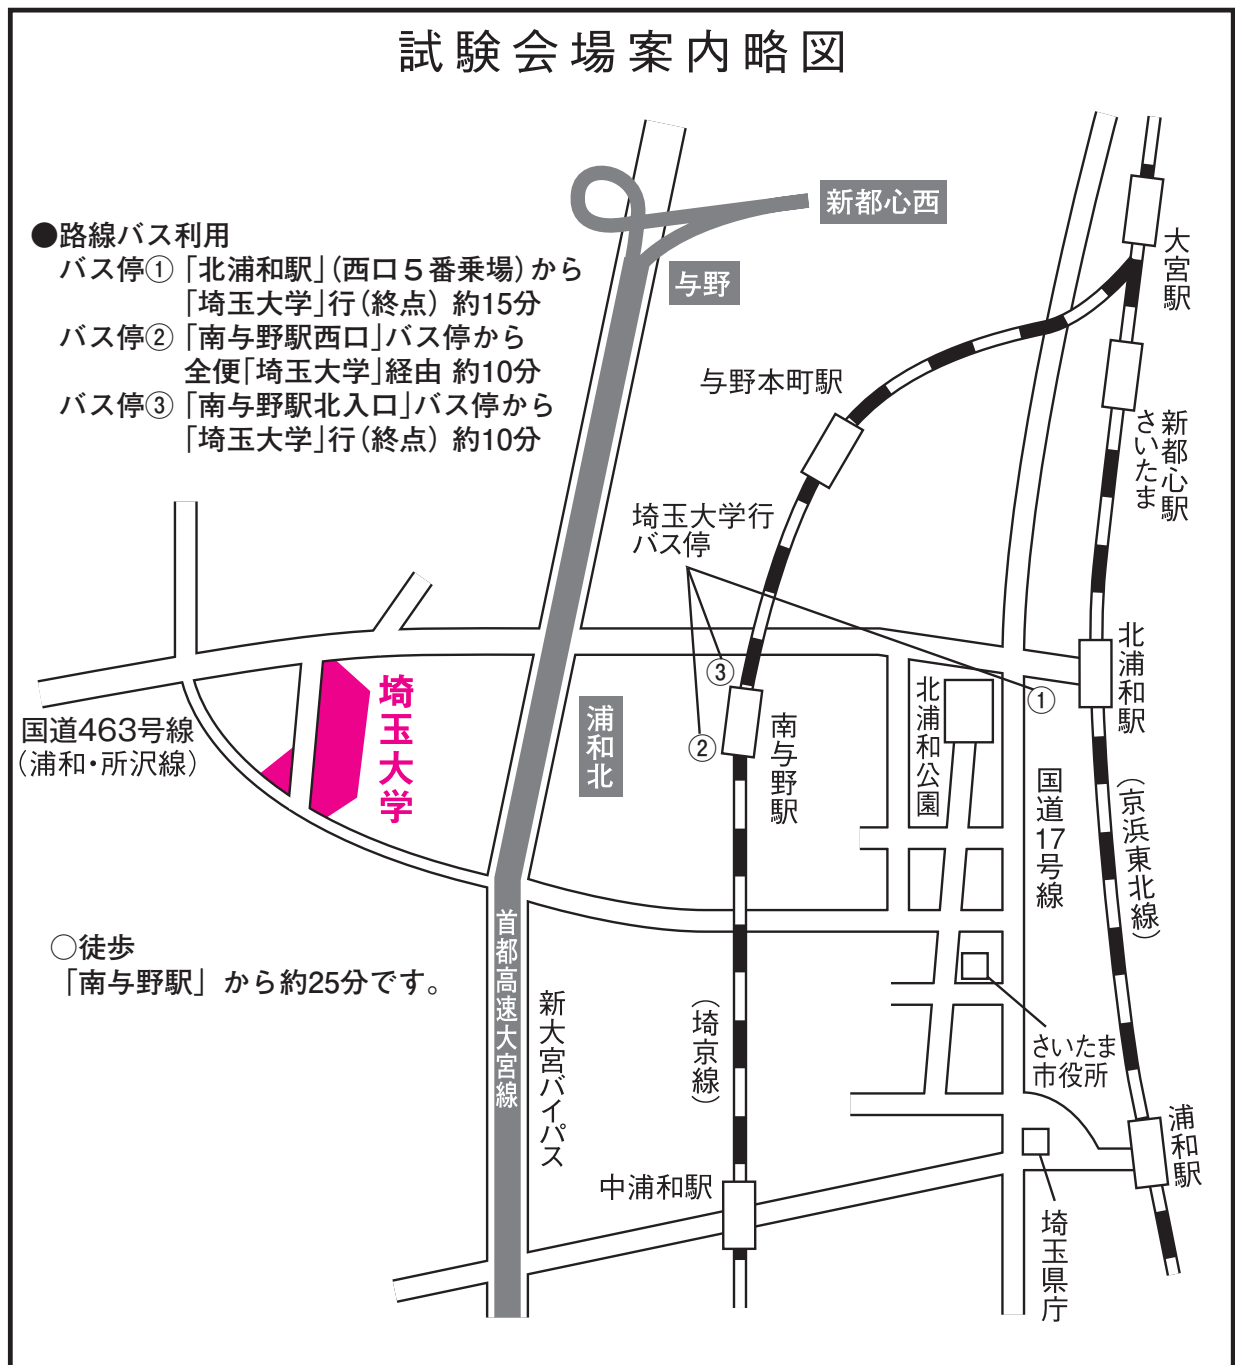 試験会場案内略図
●路線バス利用
バス停①「北浦和駅」(西口5番乗場)から
「埼玉大学」行(終点) 約15分
バス停②「南与野駅西口」バス停から
全便「埼玉大学」経由 約10分
バス停③「南与野駅北入口」バス停から
「埼玉大学」行(終点) 約10分
新都心西
与野
大宮駅
与野本町駅
新都心駅
さいたま
埼玉大学行
バス停
北浦和駅
③
①
②
埼玉大学
国道463号線
(浦和・所沢線)
浦和北
南与野駅
北浦和公園
国道17号線
(京浜東北線)
○徒歩
「南与野駅」から約25分です。
首都高速大宮線
新大宮バイパス
(埼京線)
さいたま
市役所
浦和駅
中浦和駅
埼玉県庁